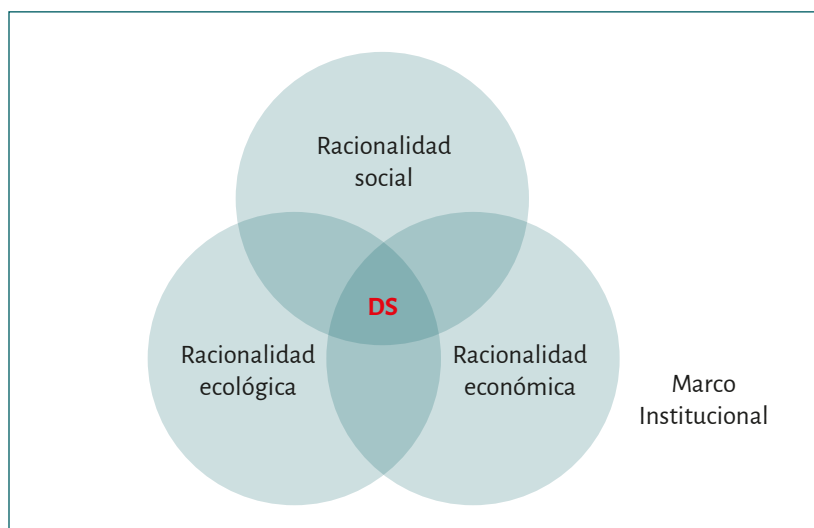 Racionalidad
social
DS
Racionalidad
ecológica
Racionalidad
económica
Marco
Institucional